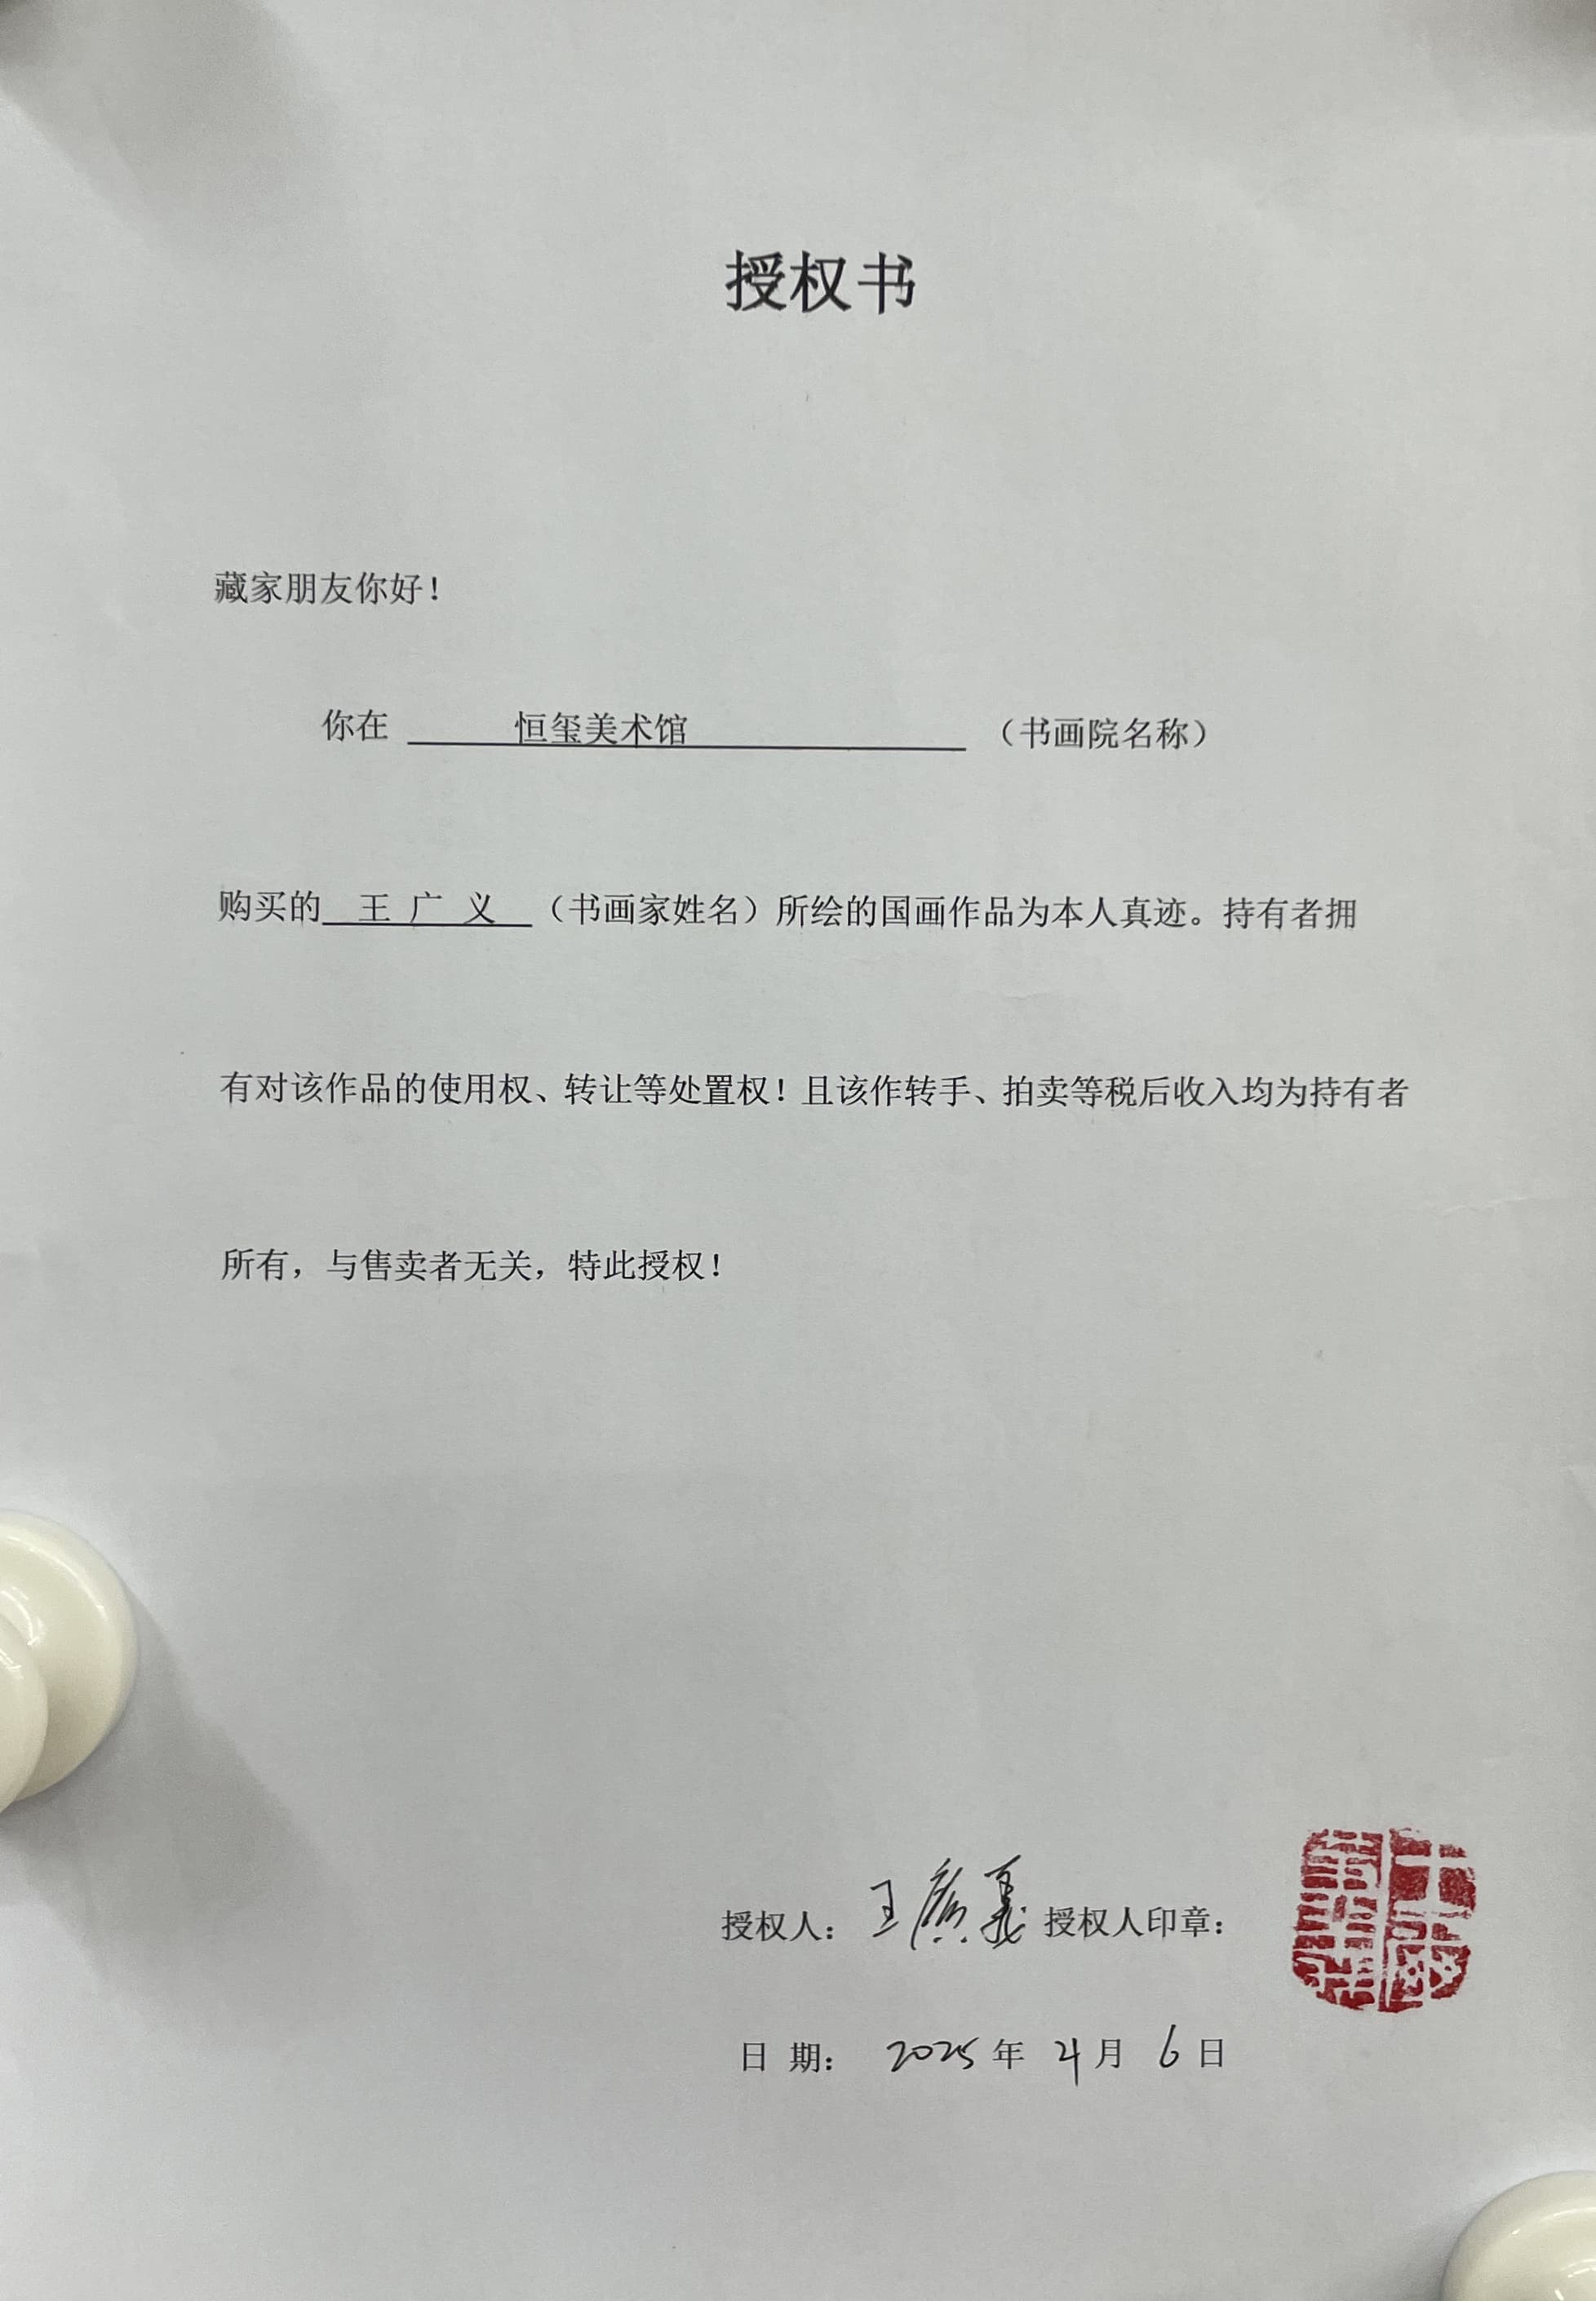 授权书
藏家朋友你好！
你在 恒玺美术馆 （书画院名称）
购买的 王 广 义 （书画家姓名）所绘的国画作品为本人真迹。持有者拥
有对该作品的使用权、转让等处置权！且该作转手、拍卖等税后收入均为持有者
所有，与售卖者无关，特此授权！
授权人：王廣義 授权人印章：
日 期： 2025 年 4 月 6 日